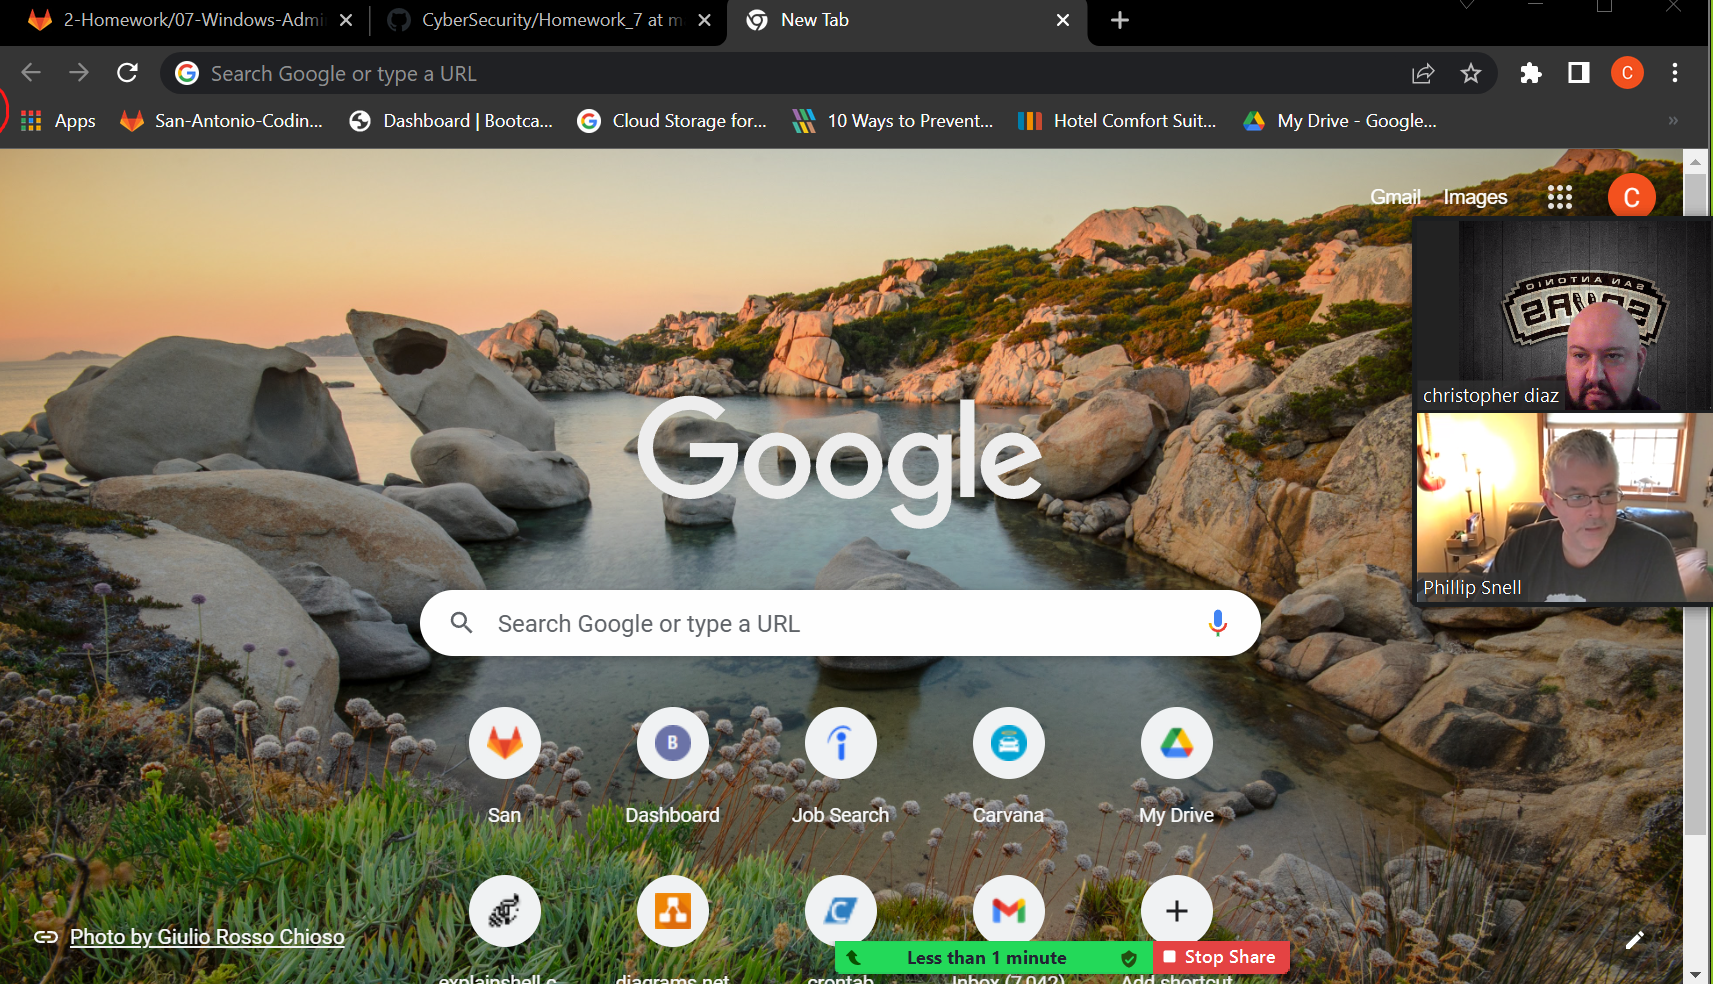 2-Homework/07-Windows-Admi
CyberSecurity/Homework_7 at m
New Tab
Search Google or type a URL
C
Apps
San-Antonio-Codin...
Dashboard | Bootca...
Cloud Storage for...
10 Ways to Prevent...
Hotel Comfort Suit...
My Drive - Google...
»
Gmail
Images
C
SAN ANTONIO
SPURS
christopher diaz
Phillip Snell
Google
Search Google or type a URL
B
San
Dashboard
Job Search
Carvana
My Drive
Photo by Giulio Rosso Chioso
Less than 1 minute
Stop Share
explainshell.c
diagrams.net
crontab
Inbox (7,042)
Add shortcut